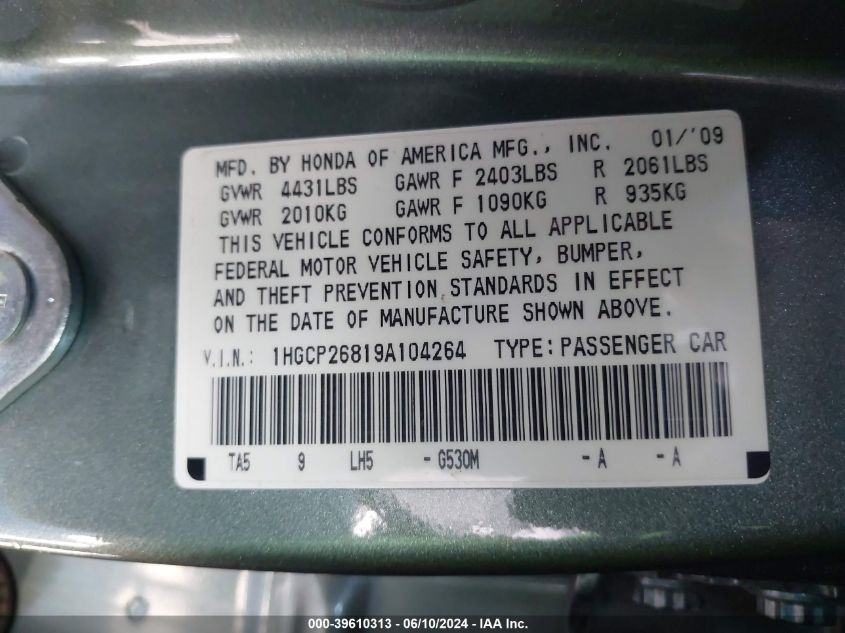 MFD. BY HONDA OF AMERICA MFG., INC. 01/'09
GVWR 4431LBS GAWR F 2403LBS R 2061LBS
GVWR 2010KG GAWR F 1090KG R 935KG
THIS VEHICLE CONFORMS TO ALL APPLICABLE
FEDERAL MOTOR VEHICLE SAFETY, BUMPER,
AND THEFT PREVENTION STANDARDS IN EFFECT
ON THE DATE OF MANUFACTURE SHOWN ABOVE.
V.I.N.: 1HGCP26819A104264 TYPE: PASSENGER CAR
TA5 9 LH5 - G530M - A - A
000-39610313 - 06/10/2024 - IAA Inc.